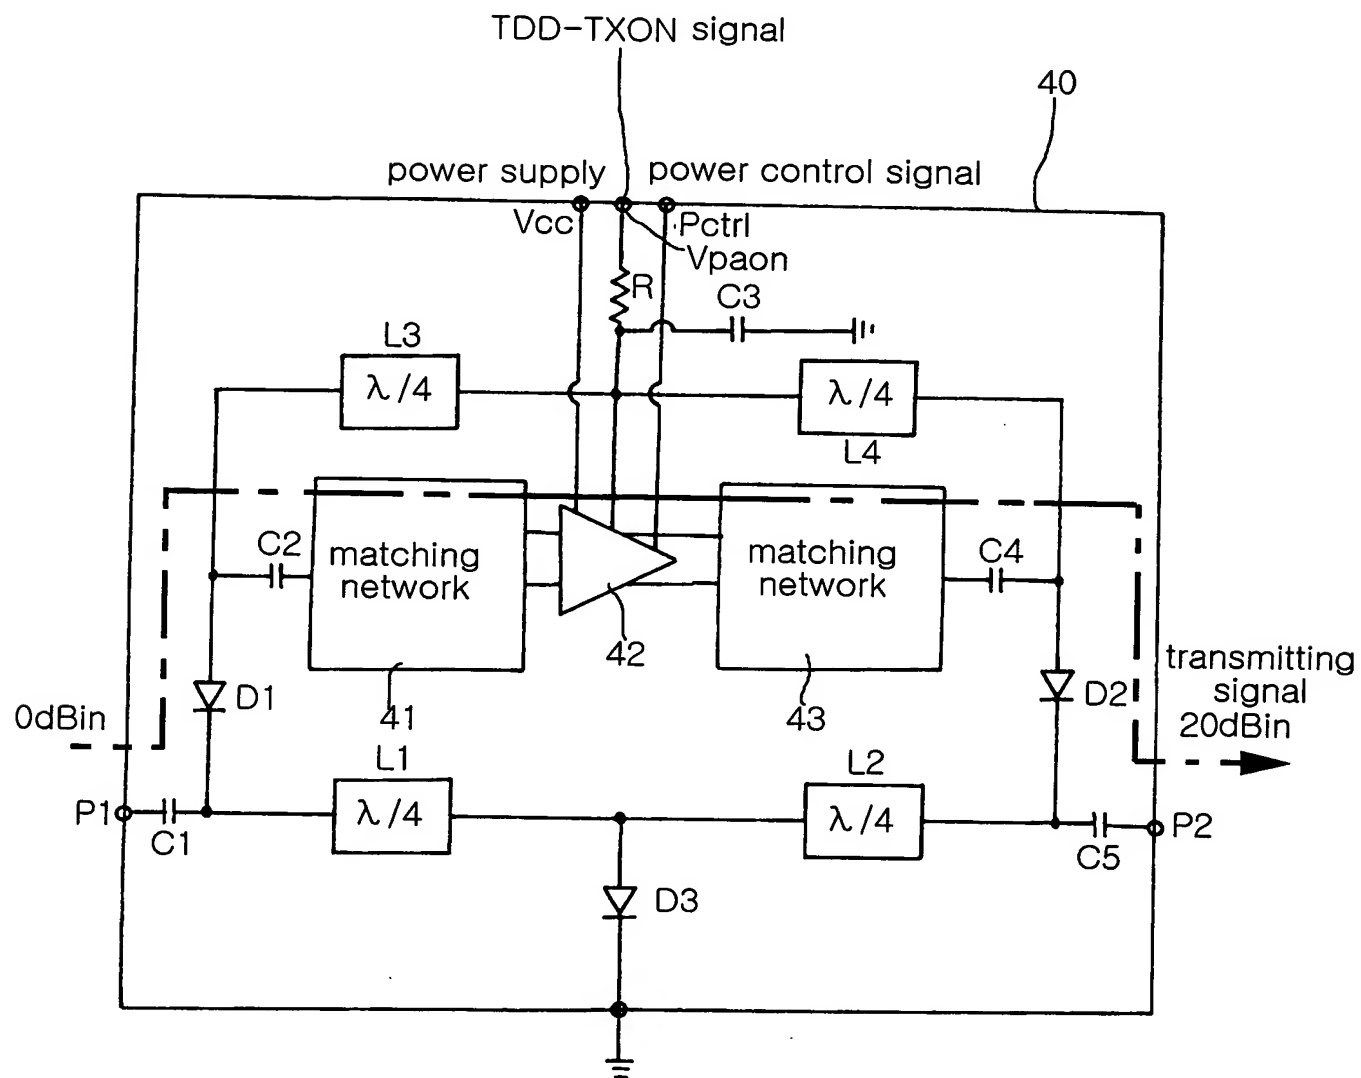 TDD-TXON signal
40
power supply
power control signal
Vcc
Pctrl
Vpaon
R
C3
L3
λ/4
λ/4
L4
C2
matching
network
matching
network
C4
42
D1
41
43
D2
transmitting
signal
20dBin
0dBin
L1
L2
P1
λ/4
λ/4
P2
C1
C5
D3